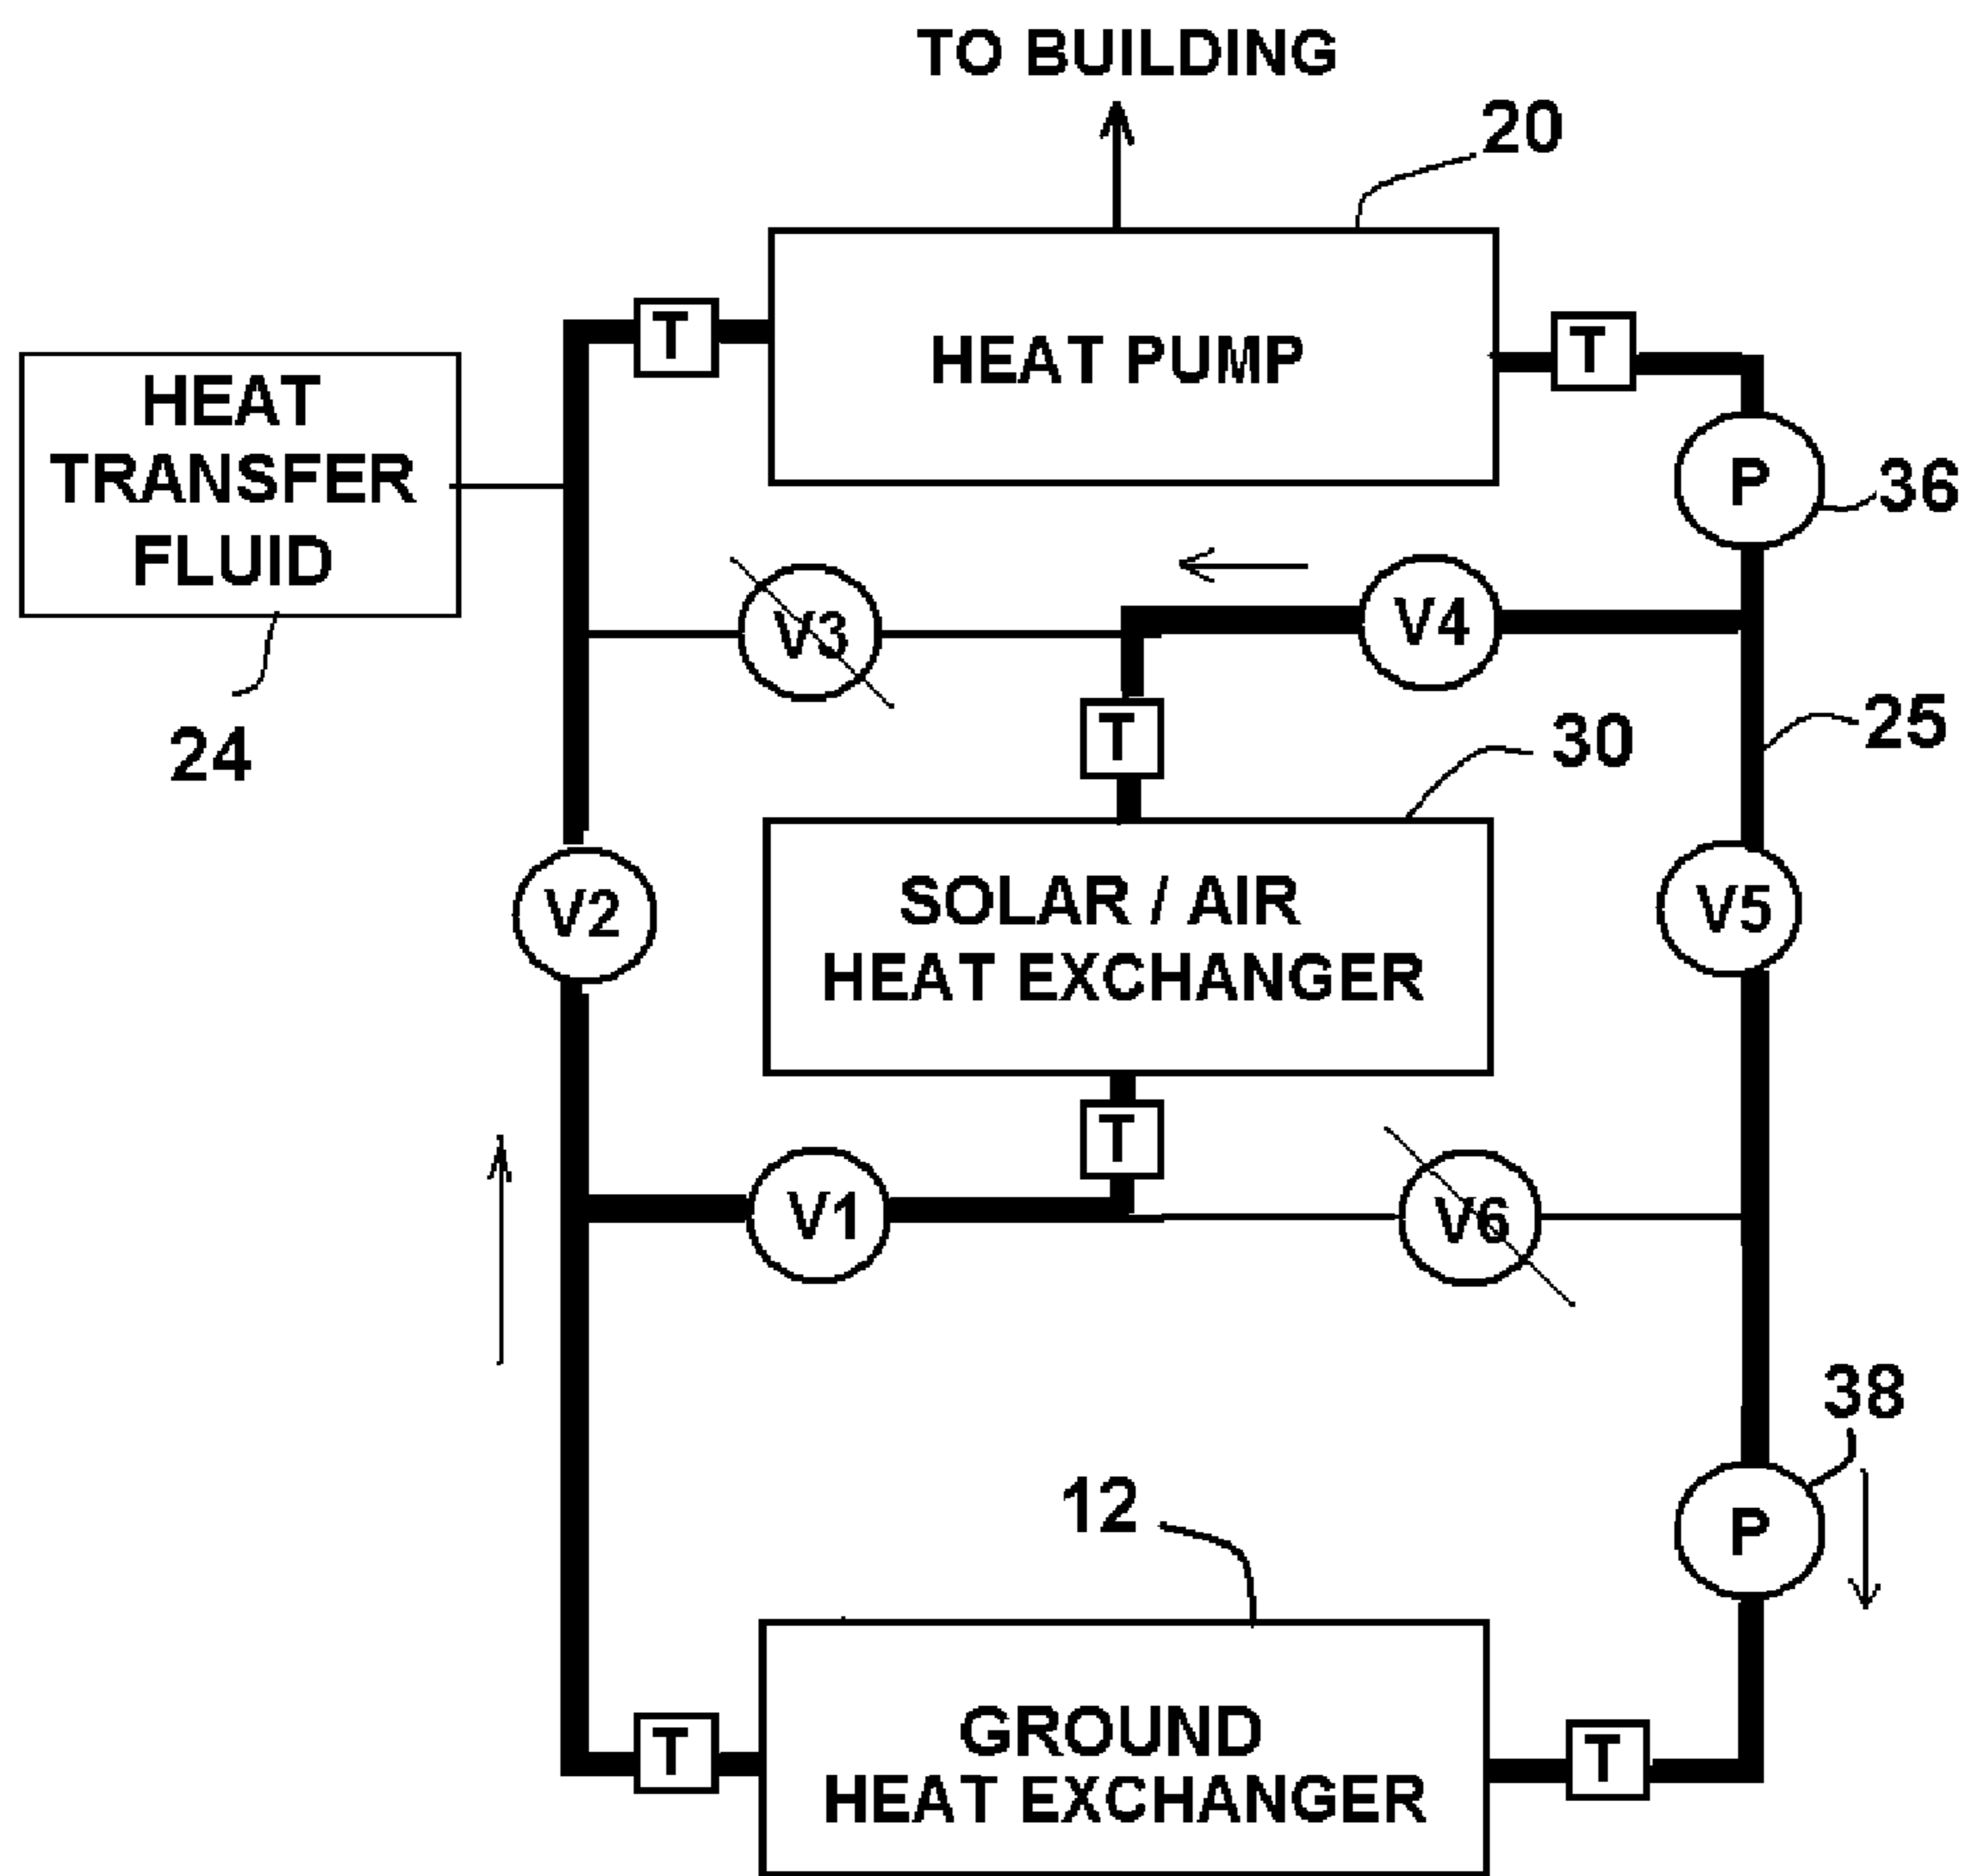 TO BUILDING
20
T
HEAT PUMP
T
HEAT
TRANSFER
FLUID
P
36
V3
V4
24
T
30
25
SOLAR / AIR
HEAT EXCHANGER
V2
V5
T
V1
V6
38
12
P
GROUND
HEAT EXCHANGER
T
T